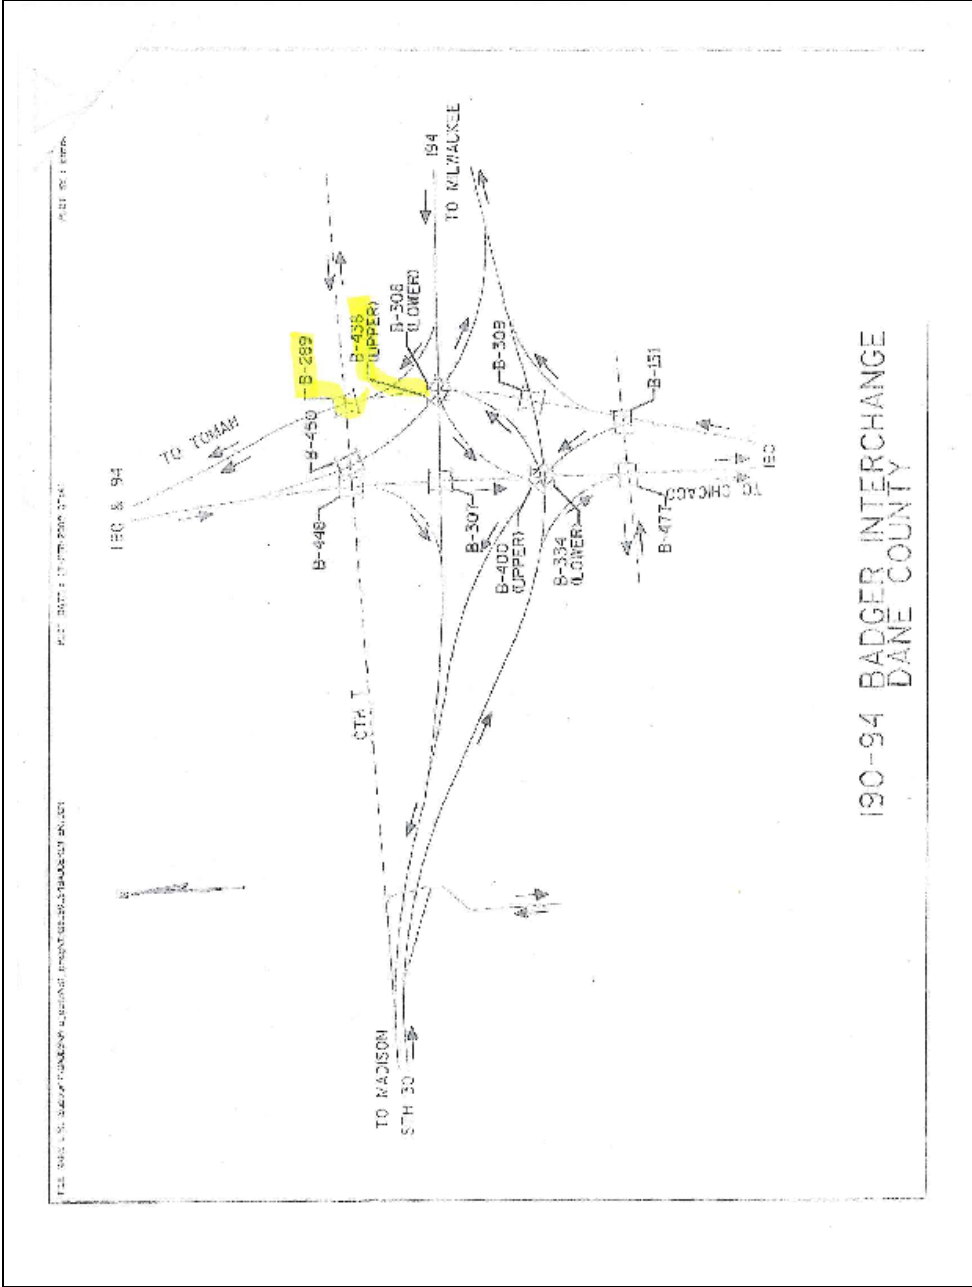 I90 & 94
TO TOMAH
B-289
B-438
(UPPER)
B-308
(LOWER)
I94
TO MILWAUKEE
B-450
B-448
B-309
B-151
B-307
B-400
(UPPER)
B-334
(LOWER)
B-477
I90
TO CHICAGO
CTH T
TO MADISON
STH 30
I90-94 BADGER INTERCHANGE
DANE COUNTY